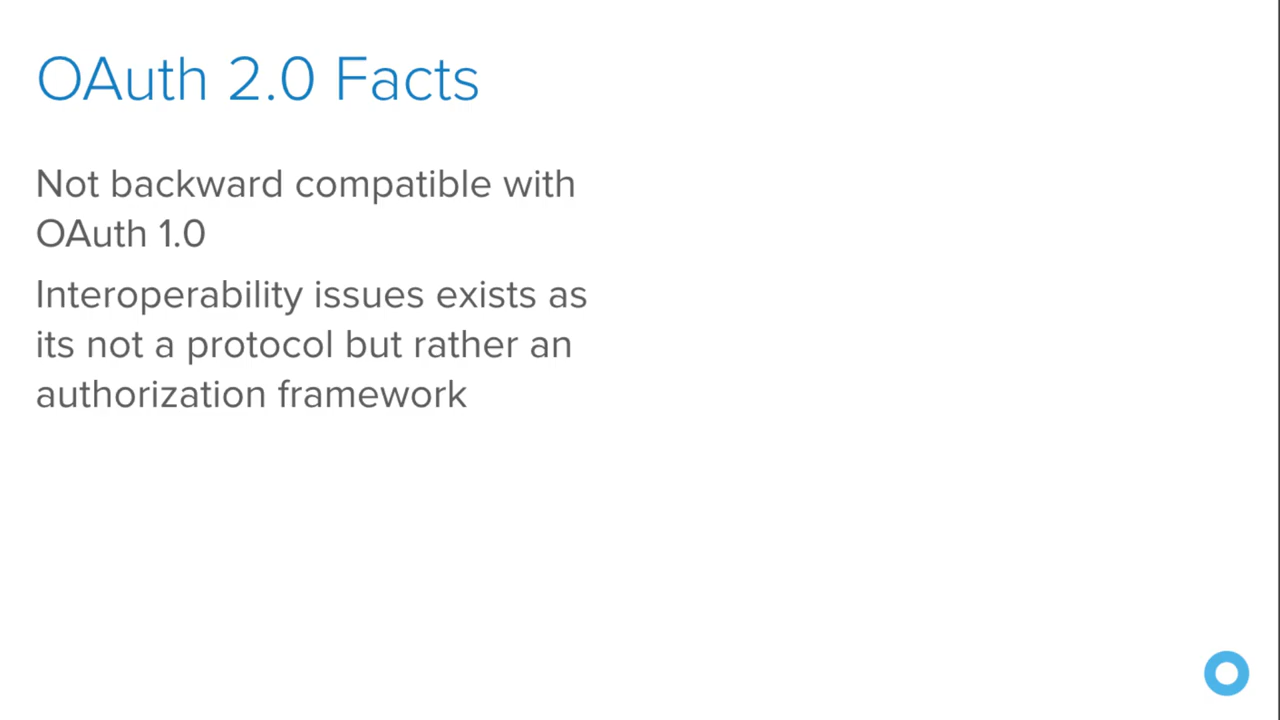 OAuth 2.0 Facts
Not backward compatible with
OAuth 1.0
Interoperability issues exists as
its not a protocol but rather an
authorization framework